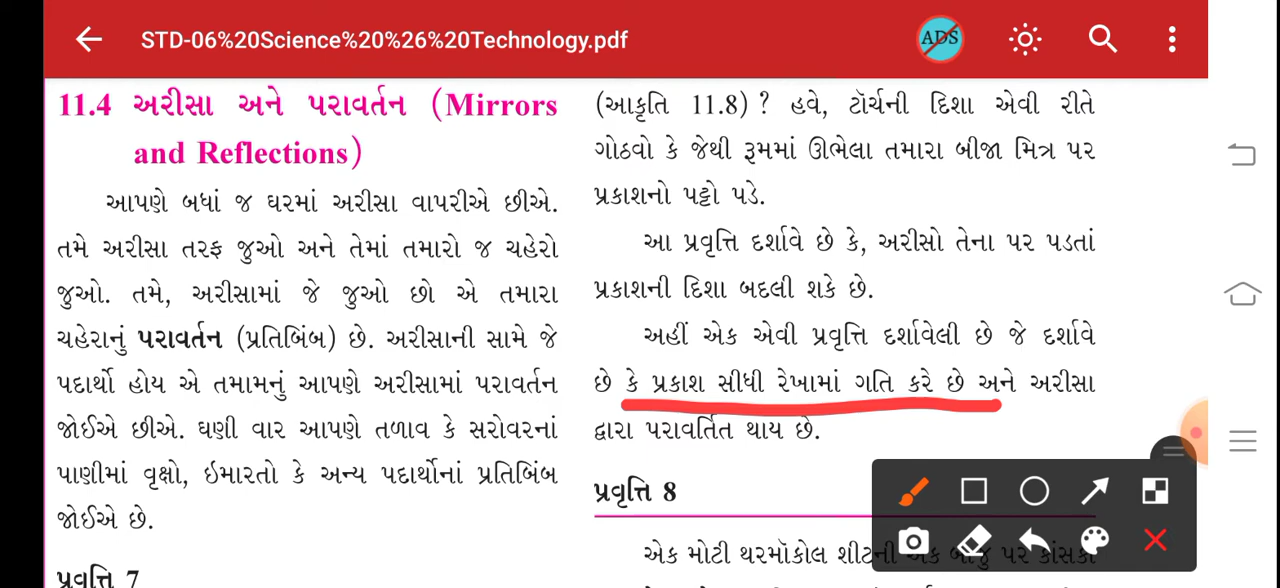 STD-06%20Science%20%26%20Technology.pdf
ADS
11.4 અરીસા અને પરાવર્તન (Mirrors
and Reflections)
આપણે બધાં જ ઘરમાં અરીસા વાપરીએ છીએ.
તમે અરીસા તરફ જુઓ અને તેમાં તમારો જ ચહેરો
જુઓ. તમે, અરીસામાં જે જુઓ છો એ તમારા
ચહેરાનું પરાવર્તન (પ્રતિબિંબ) છે. અરીસાની સામે જે
પદાર્થો હોય એ તમામનું આપણે અરીસામાં પરાવર્તન
જોઈએ છીએ. ઘણી વાર આપણે તળાવ કે સરોવરનાં
પાણીમાં વૃક્ષો, ઇમારતો કે અન્ય પદાર્થોનાં પ્રતિબિંબ
જોઈએ છે.
પ્રવૃત્તિ 7
(આકૃતિ 11.8) ? હવે, ટૉર્ચની દિશા એવી રીતે
ગોઠવો કે જેથી રૂમમાં ઊભેલા તમારા બીજા મિત્ર પર
પ્રકાશનો પટ્ટો પડે.
આ પ્રવૃત્તિ દર્શાવે છે કે, અરીસો તેના પર પડતાં
પ્રકાશની દિશા બદલી શકે છે.
અહીં એક એવી પ્રવૃત્તિ દર્શાવેલી છે જે દર્શાવે
છે કે પ્રકાશ સીધી રેખામાં ગતિ કરે છે અને અરીસા
દ્વારા પરાવર્તિત થાય છે.
પ્રવૃત્તિ 8
એક મોટી થરમૉકોલ શીટની એક બાજુ પર કાંસકો